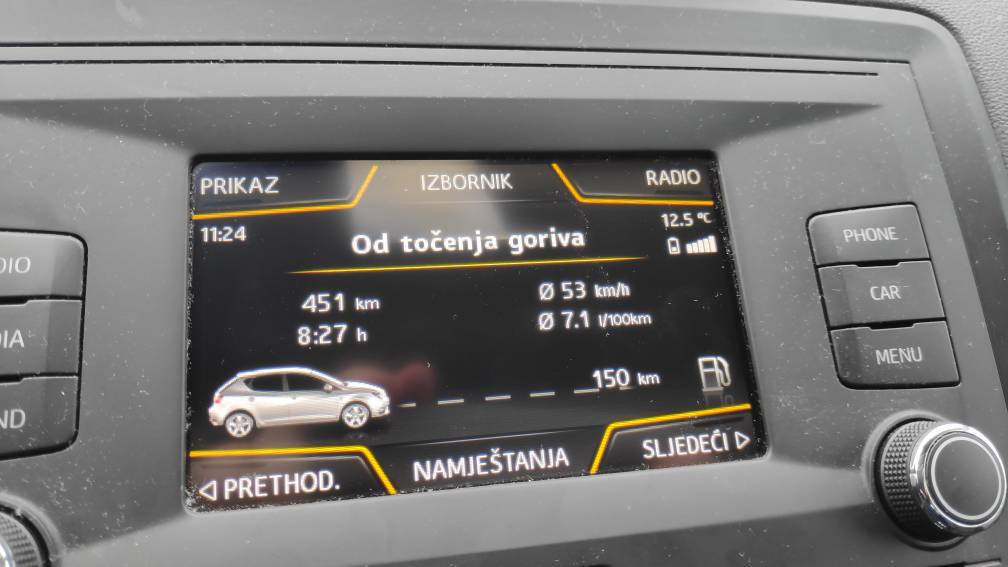 PRIKAZ IZBORNIK RADIO
11:24 12.5 °C
Od točenja goriva
451 km Ø 53 km/h
8:27 h Ø 7.1 l/100km
150 km
◁ PRETHOD. NAMJEŠTANJA SLJEDEĆI ▷
PHONE
CAR
MENU